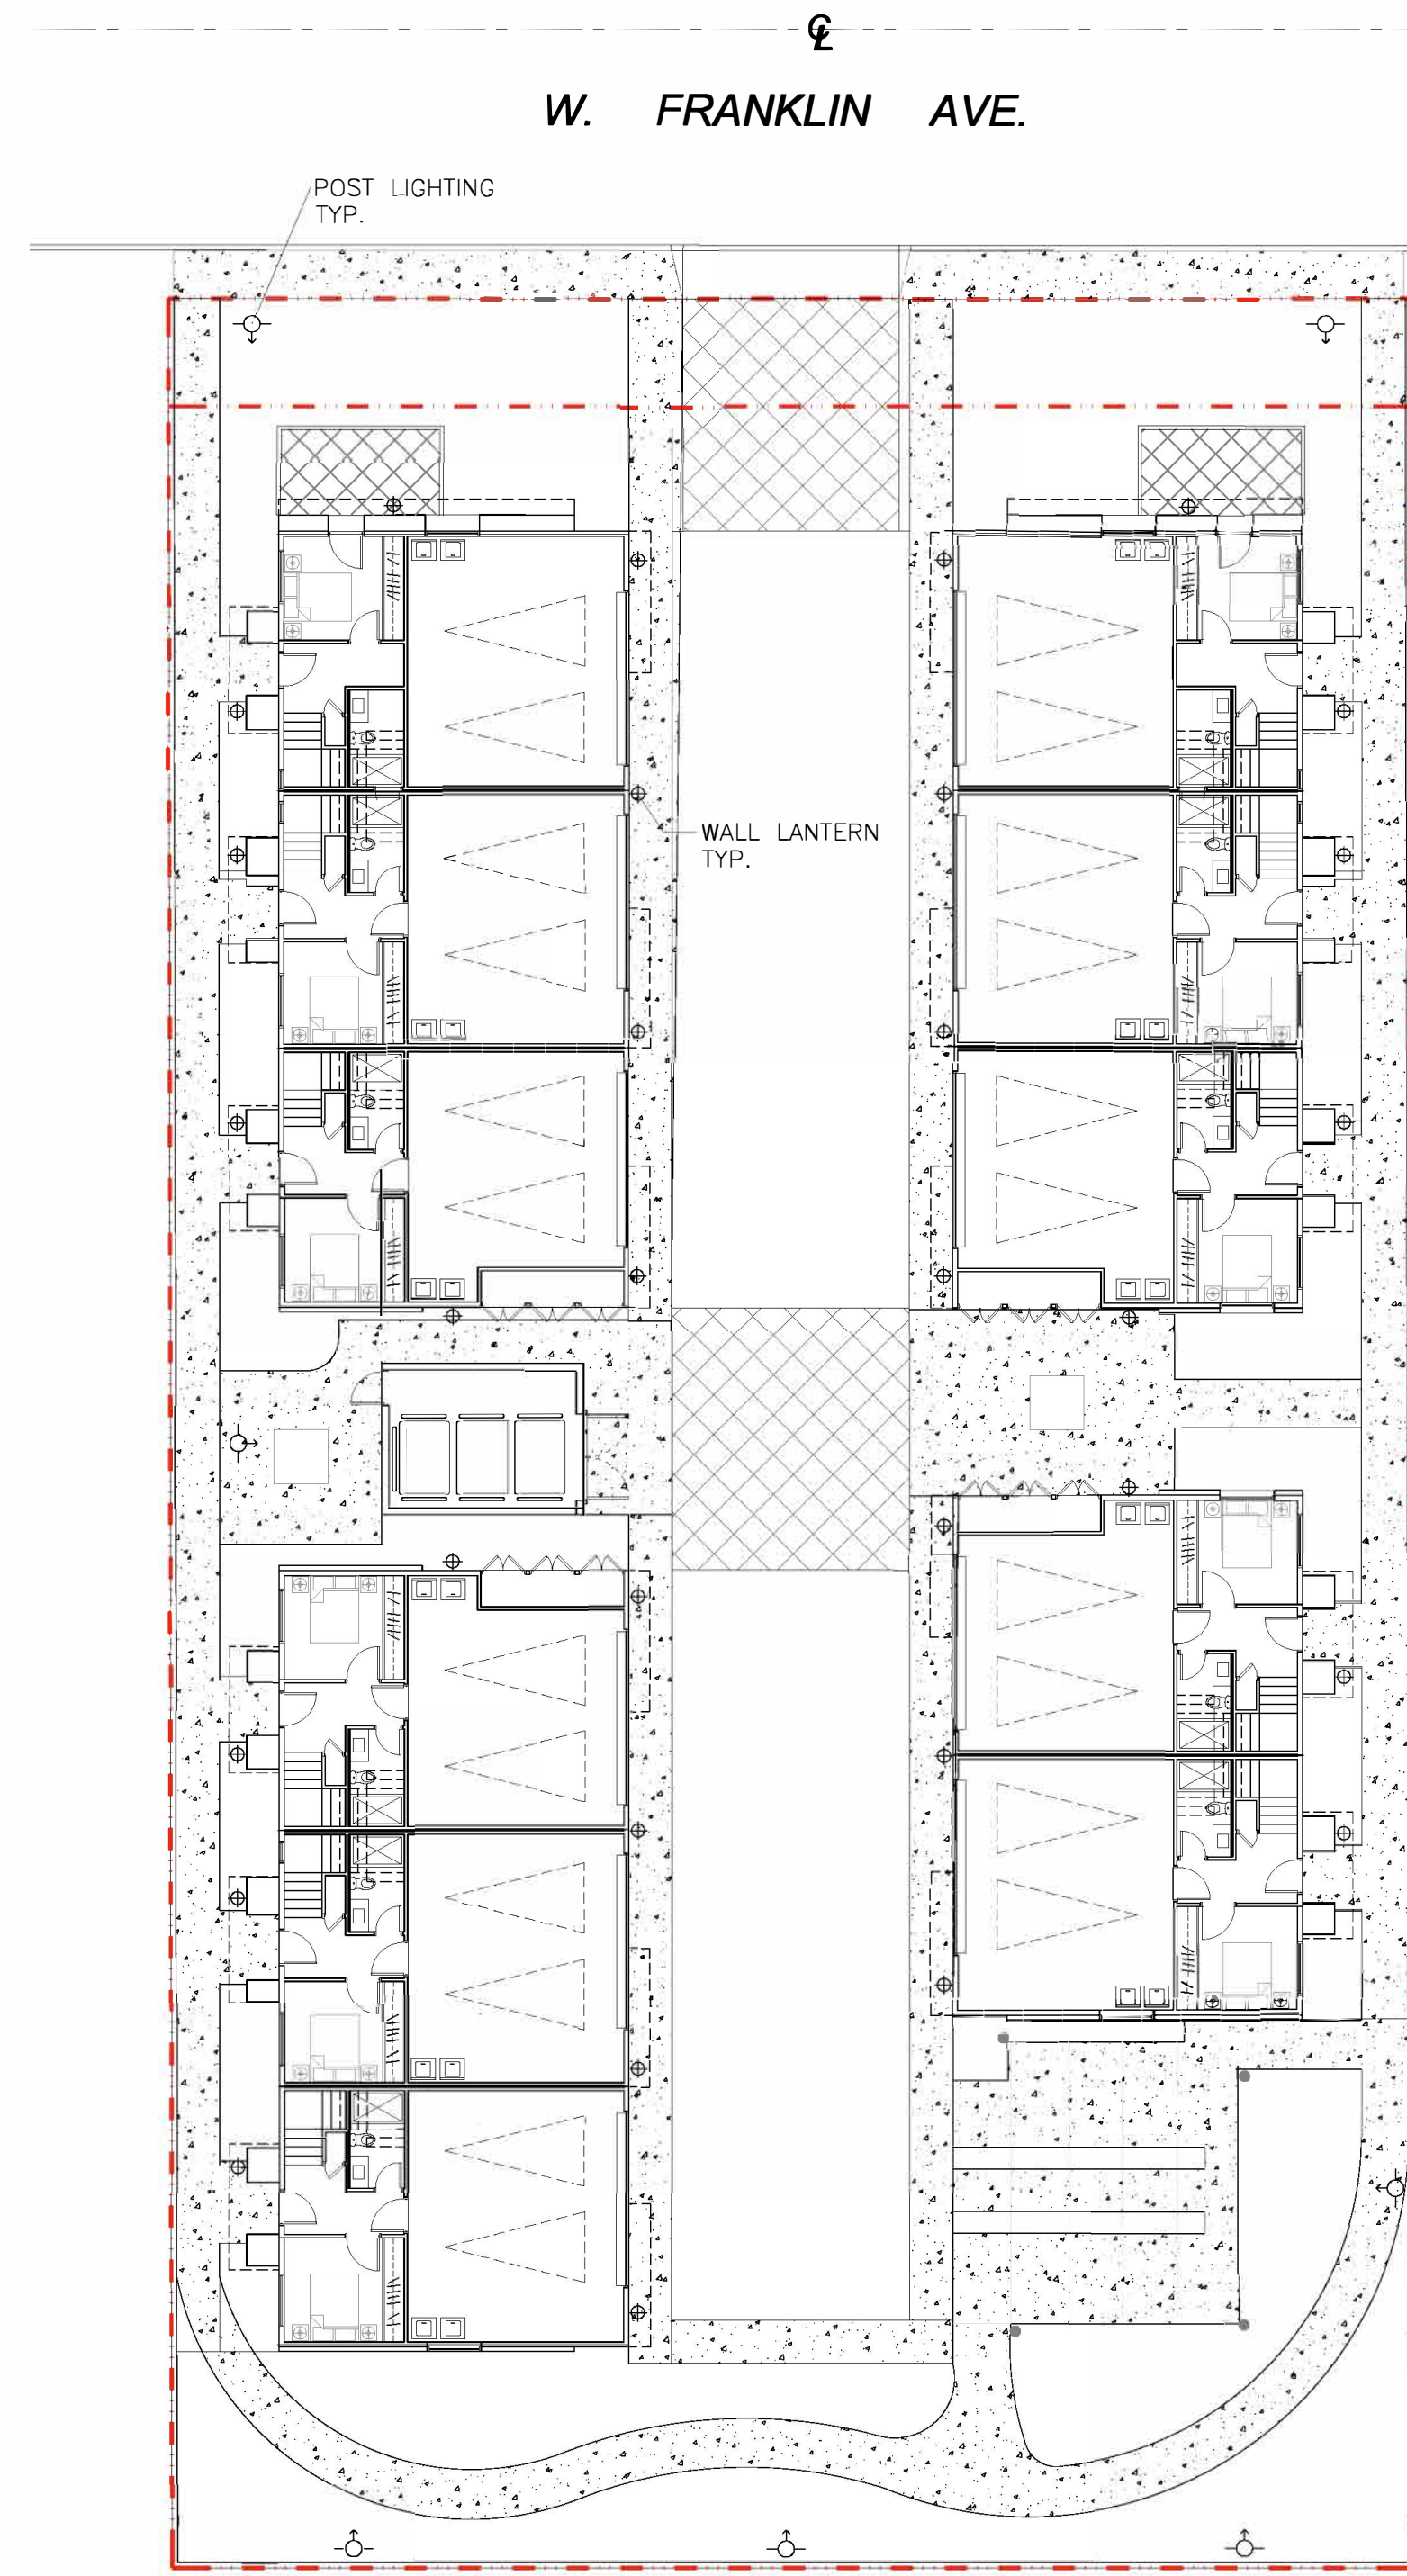 ℄
W. FRANKLIN AVE.
POST LIGHTING
TYP.
WALL LANTERN
TYP.